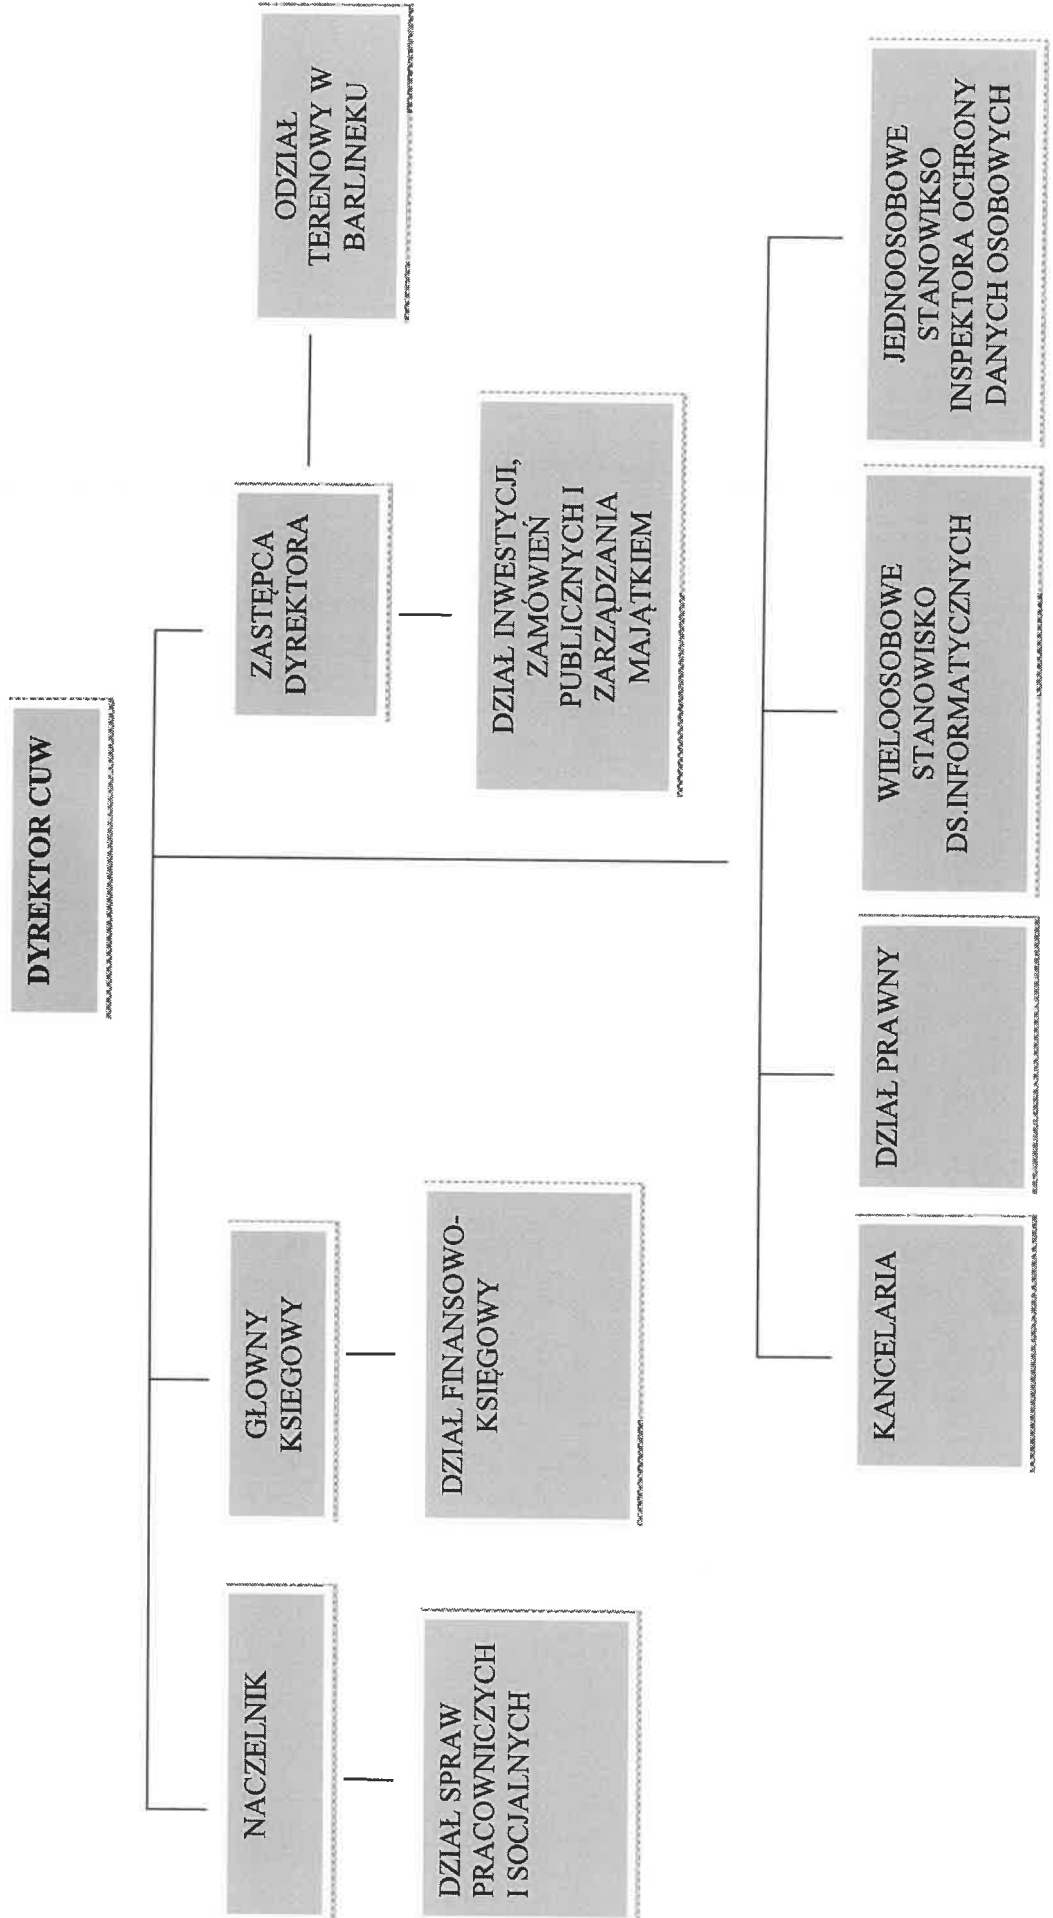 DYREKTOR CUW
NACZELNIK
GŁOWNY
KSIEGOWY
ZASTĘPCA
DYREKTORA
ODZIAŁ
TERENOWY W
BARLINEKU
DZIAŁ SPRAW
PRACOWNICZYCH
I SOCJALNYCH
DZIAŁ FINANSOWO-
KSIĘGOWY
DZIAŁ INWESTYCJI,
ZAMÓWIEŃ
PUBLICZNYCH I
ZARZĄDZANIA
MAJĄTKIEM
KANCELARIA
DZIAŁ PRAWNY
WIELOOSOBOWE
STANOWISKO
DS.INFORMATYCZNYCH
JEDNOOSOBOWE
STANOWIKSO
INSPEKTORA OCHRONY
DANYCH OSOBOWYCH